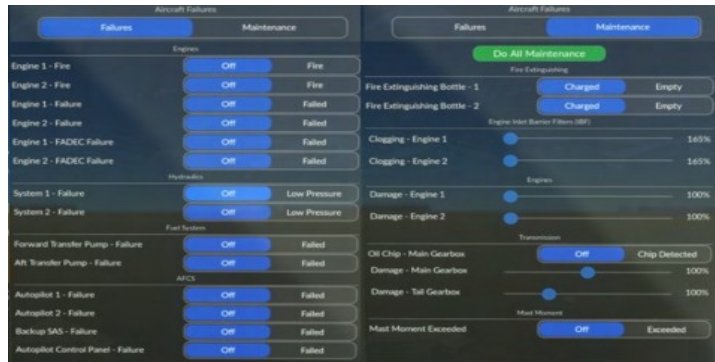 Aircraft Failures
Failures Maintenance
Engines
Engine 1 - Fire Off Fire
Engine 2 - Fire Off Fire
Engine 1 - Failure Off Failed
Engine 2 - Failure Off Failed
Engine 1 - FADEC Failure Off Failed
Engine 2 - FADEC Failure Off Failed
Hydraulics
System 1 - Failure Off Low Pressure
System 2 - Failure Off Low Pressure
Fuel System
Forward Transfer Pump - Failure Off Failed
Aft Transfer Pump - Failure Off Failed
AFCS
Autopilot 1 - Failure Off Failed
Autopilot 2 - Failure Off Failed
Backup SAS - Failure Off Failed
Autopilot Control Panel - Failure Off Failed
Aircraft Failures
Failures Maintenance
Do All Maintenance
Fire Extinguishing
Fire Extinguishing Bottle - 1 Charged Empty
Fire Extinguishing Bottle - 2 Charged Empty
Engine Inlet Barrier Filters (IBF)
Clogging - Engine 1 165%
Clogging - Engine 2 165%
Engines
Damage - Engine 1 100%
Damage - Engine 2 100%
Transmission
Oil Chip - Main Gearbox Off Chip Detected
Damage - Main Gearbox 100%
Damage - Tail Gearbox 100%
Mast Moment
Mast Moment Exceeded Off Exceeded